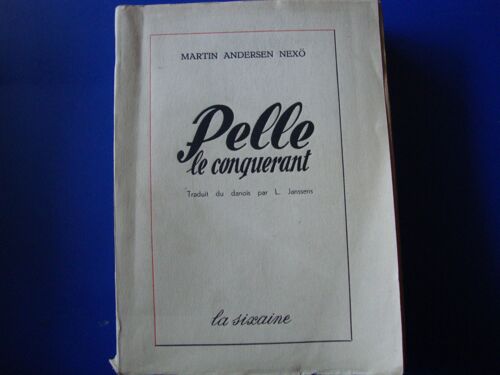 MARTIN ANDERSEN NEXÖ
Pelle
le conquerant
Traduit du danois par L. Janssens
la sixaine